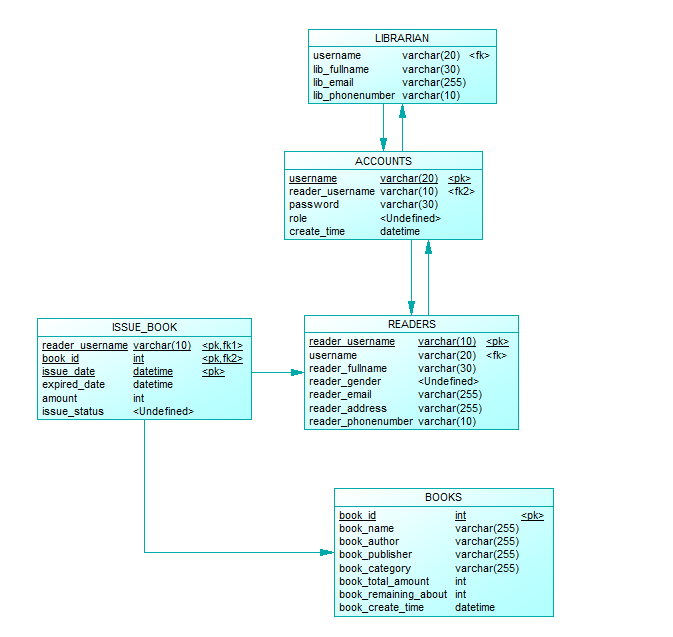 LIBRARIAN
username varchar(20) <fk>
lib_fullname varchar(30)
lib_email varchar(255)
lib_phonenumber varchar(10)
ACCOUNTS
username varchar(20) <pk>
reader_username varchar(10) <fk2>
password varchar(30)
role <Undefined>
create_time datetime
ISSUE_BOOK
reader_username varchar(10) <pk,fk1>
book_id int <pk,fk2>
issue_date datetime <pk>
expired_date datetime
amount int
issue_status <Undefined>
READERS
reader_username varchar(10) <pk>
username varchar(20) <fk>
reader_fullname varchar(30)
reader_gender <Undefined>
reader_email varchar(255)
reader_address varchar(255)
reader_phonenumber varchar(10)
BOOKS
book_id int <pk>
book_name varchar(255)
book_author varchar(255)
book_publisher varchar(255)
book_category varchar(255)
book_total_amount int
book_remaining_about int
book_create_time datetime